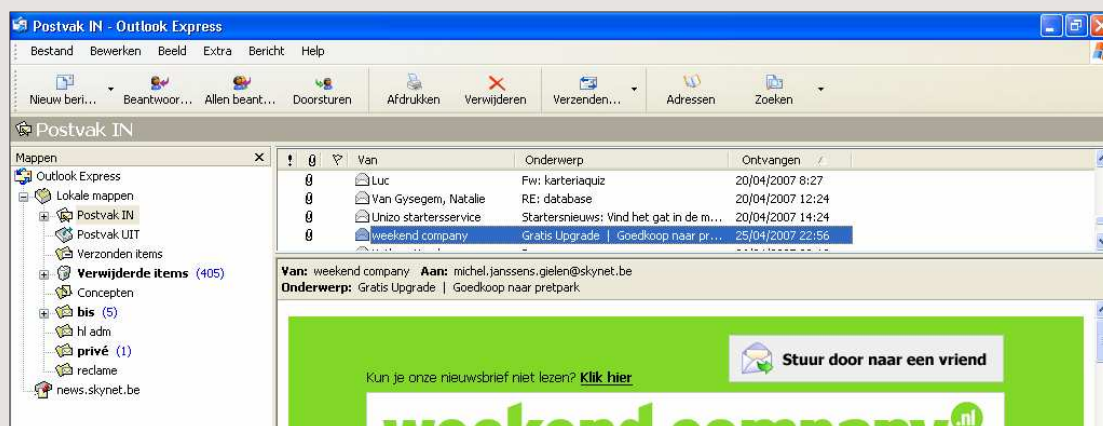 Postvak IN - Outlook Express
Bestand Bewerken Beeld Extra Bericht Help
Nieuw beri... Beantwoor... Allen beant... Doorsturen Afdrukken Verwijderen Verzenden... Adressen Zoeken
Postvak IN
Mappen
Outlook Express
Lokale mappen
Postvak IN
Postvak UIT
Verzonden items
Verwijderde items (405)
Concepten
bis (5)
hl adm
privé (1)
reclame
news.skynet.be
! Van Onderwerp Ontvangen
Luc Fw: karteriaquiz 20/04/2007 8:27
Van Gysegem, Natalie RE: database 20/04/2007 12:24
Unizo startersservice Startersnieuws: Vind het gat in de m... 20/04/2007 14:24
weekend company Gratis Upgrade | Goedkoop naar pr... 25/04/2007 22:56
Van: weekend company Aan: michel.janssens.gielen@skynet.be
Onderwerp: Gratis Upgrade | Goedkoop naar pretpark
Stuur door naar een vriend
Kun je onze nieuwsbrief niet lezen? Klik hier
weekend company.nl